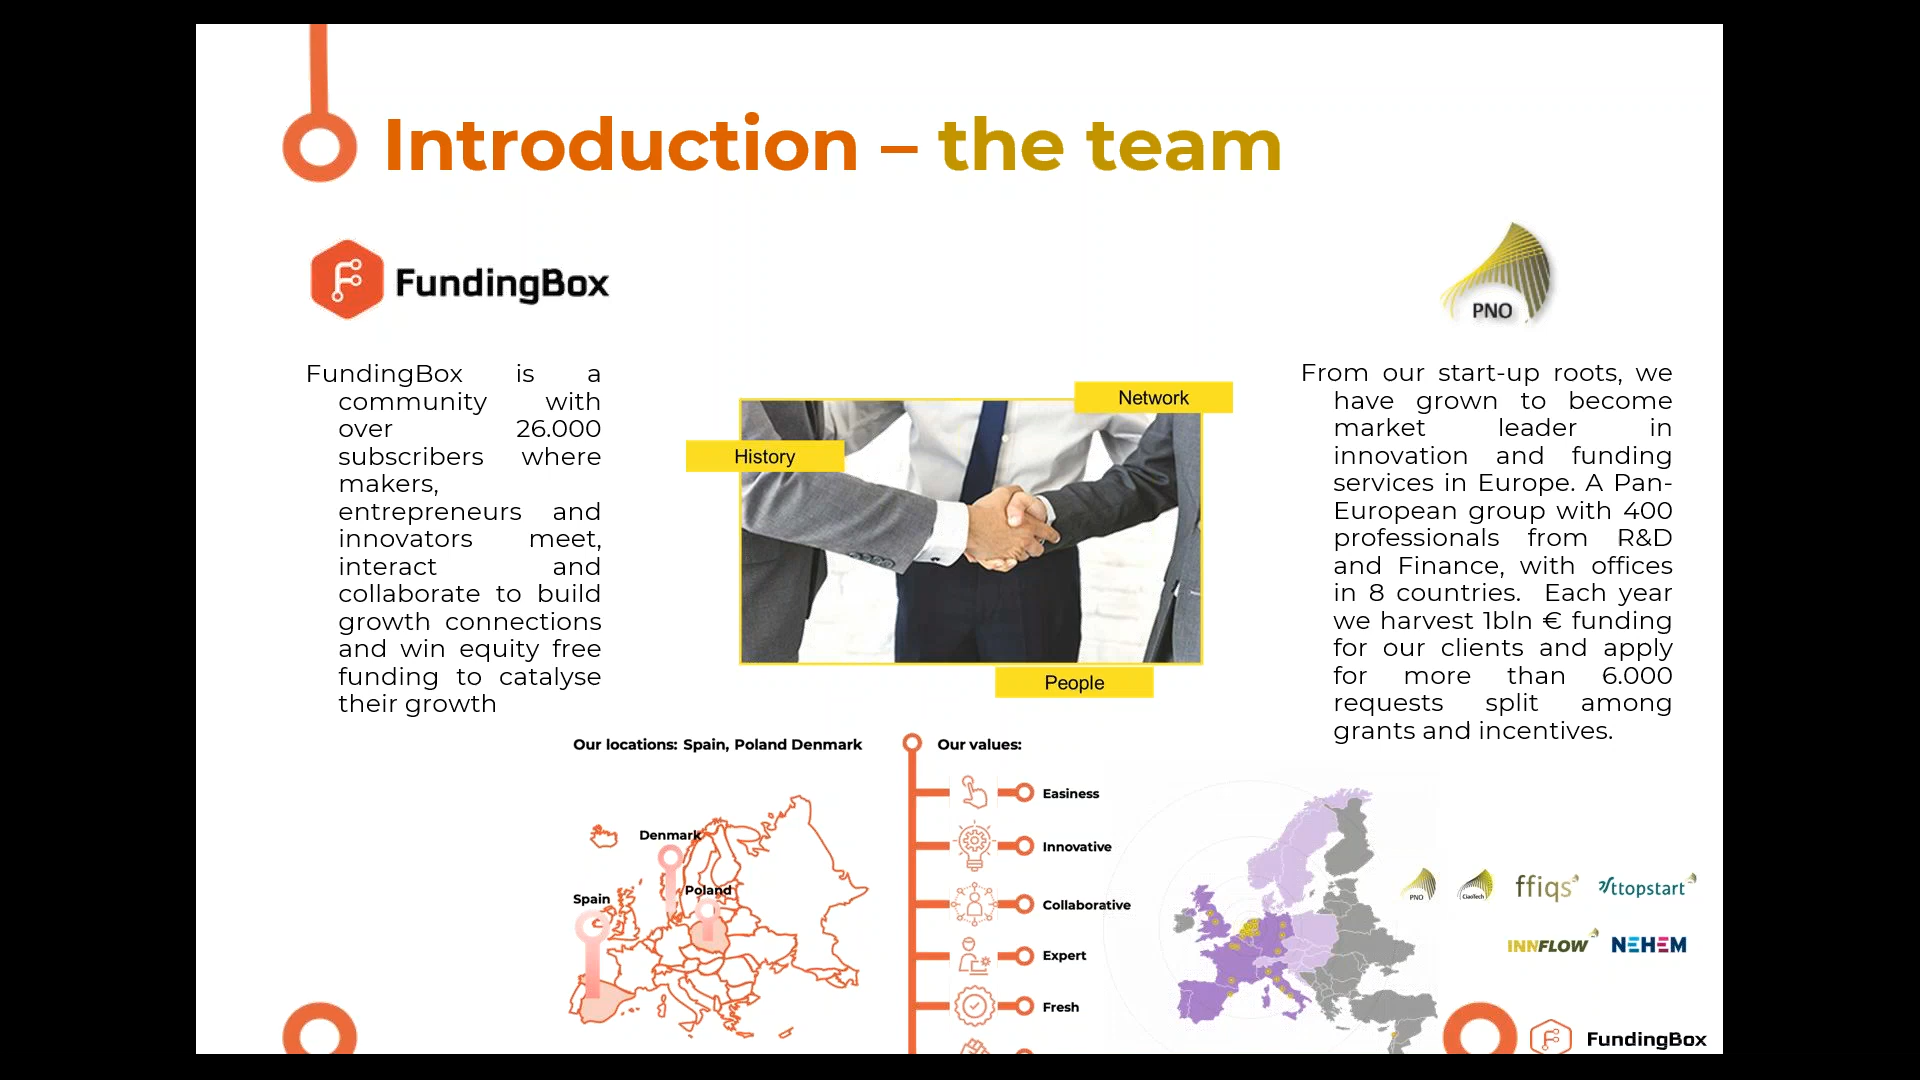 Introduction – the team
FundingBox
PNO
FundingBox is a
community with
over 26.000
subscribers where
makers,
entrepreneurs and
innovators meet,
interact and
collaborate to build
growth connections
and win equity free
funding to catalyse
their growth
Network
History
People
From our start-up roots, we
have grown to become
market leader in
innovation and funding
services in Europe. A Pan-
European group with 400
professionals from R&D
and Finance, with offices
in 8 countries. Each year
we harvest 1bln € funding
for our clients and apply
for more than 6.000
requests split among
grants and incentives.
Our locations: Spain, Poland Denmark
Denmark
Poland
Spain
Our values:
Easiness
Innovative
Collaborative
Expert
Fresh
PNO
CiaoTech
ffiqs
ttopstart
INNFLOW
NEHEM
FundingBox